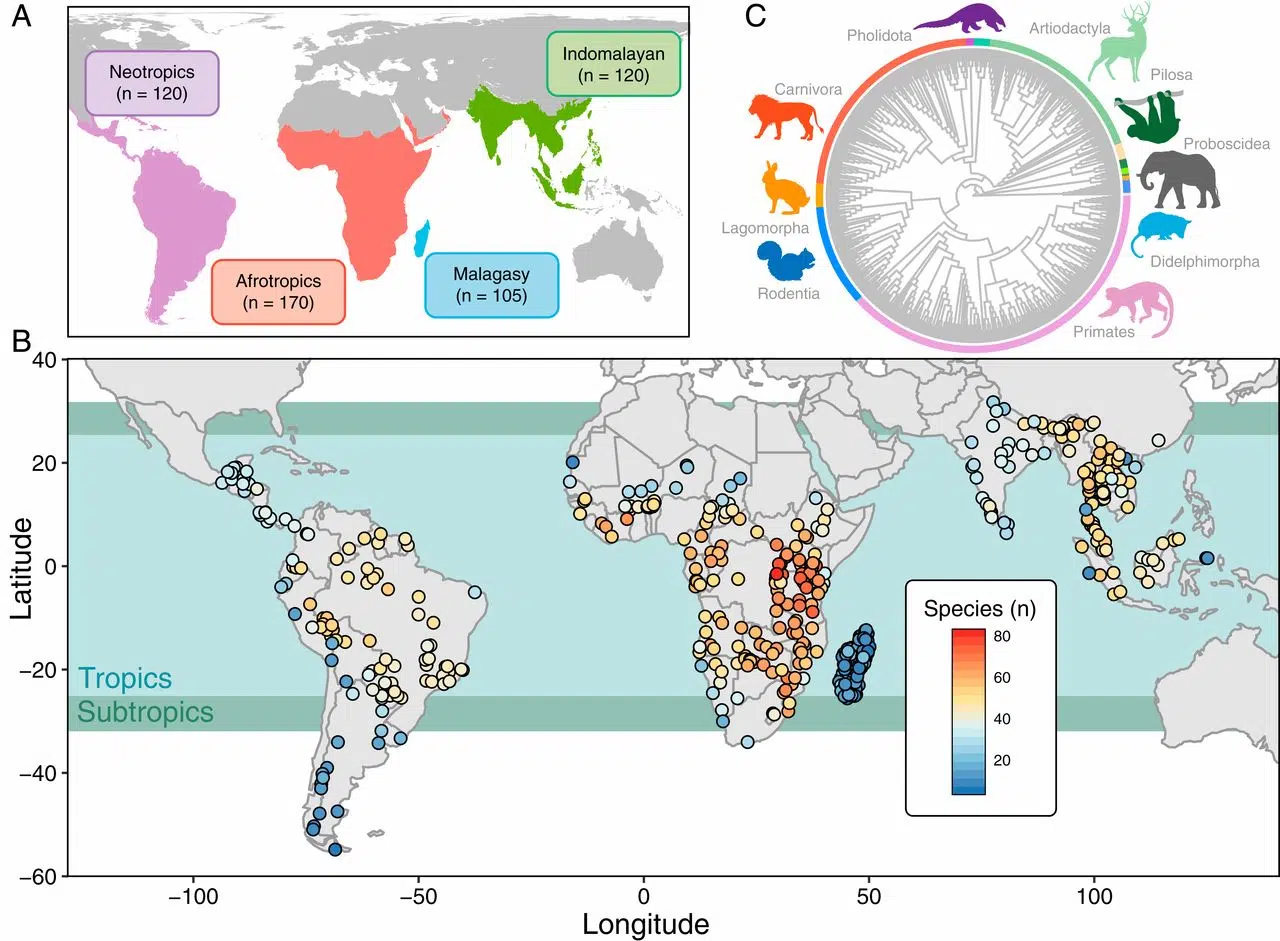 A
Neotropics
(n = 120)
Indomalayan
(n = 120)
Afrotropics
(n = 170)
Malagasy
(n = 105)
C
Pholidota
Artiodactyla
Carnivora
Pilosa
Proboscidea
Lagomorpha
Didelphimorpha
Rodentia
Primates
B
Latitude
40
20
0
−20
−40
−60
Tropics
Subtropics
Species (n)
80
60
40
20
−100
−50
0
50
100
Longitude